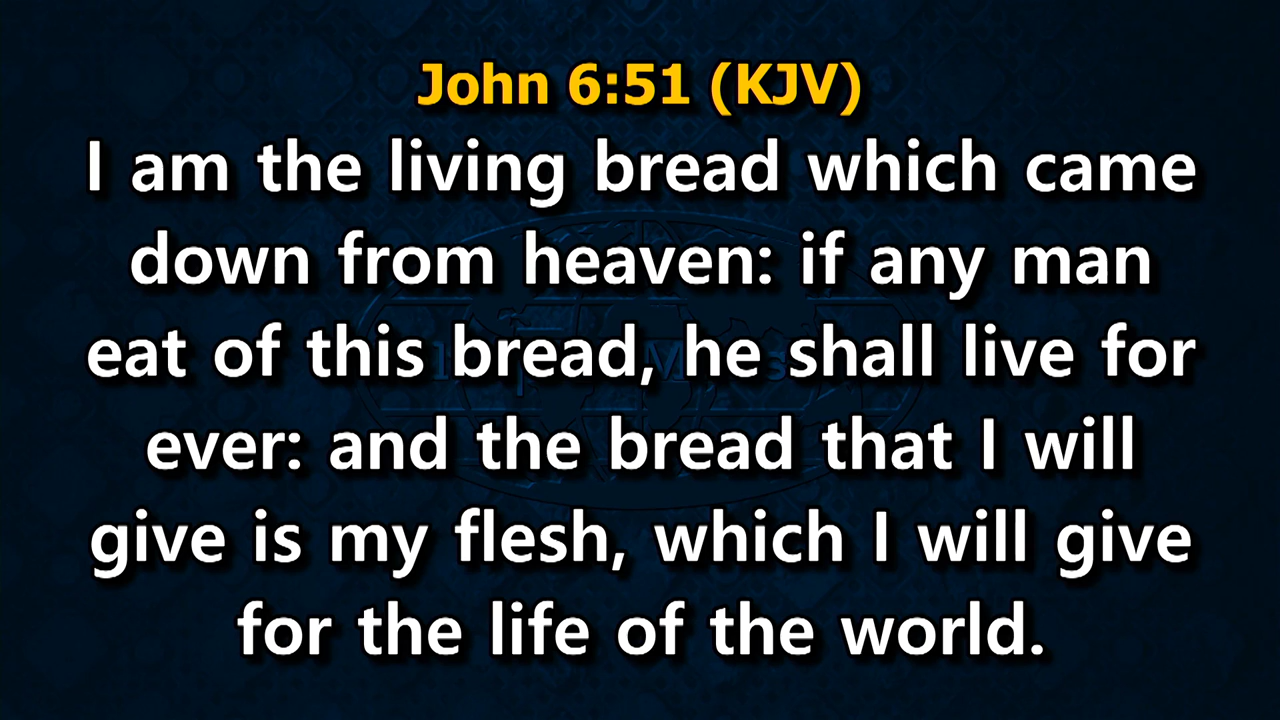 John 6:51 (KJV)
I am the living bread which came
down from heaven: if any man
eat of this bread, he shall live for
ever: and the bread that I will
give is my flesh, which I will give
for the life of the world.